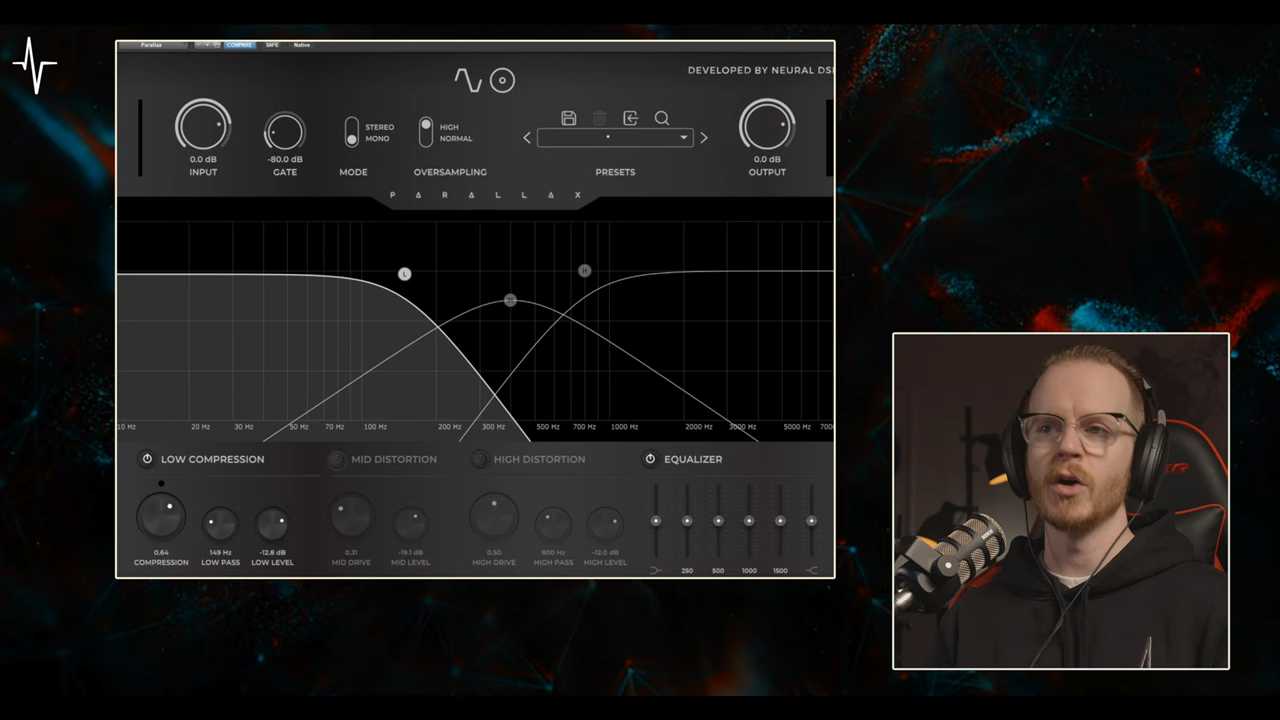 Parallax
COMPARE
SAFE
Native
DEVELOPED BY NEURAL DS
STEREO
MONO
HIGH
NORMAL
0.0 dB
INPUT
-80.0 dB
GATE
MODE
OVERSAMPLING
PRESETS
0.0 dB
OUTPUT
P Δ R Δ L L Δ X
L
H
10 Hz
20 Hz
30 Hz
50 Hz
70 Hz
100 Hz
200 Hz
300 Hz
500 Hz
700 Hz
1000 Hz
2000 Hz
3000 Hz
5000 Hz
LOW COMPRESSION
MID DISTORTION
HIGH DISTORTION
EQUALIZER
0.64
COMPRESSION
149 Hz
LOW PASS
-12.8 dB
LOW LEVEL
0.31
MID DRIVE
-19.1 dB
MID LEVEL
0.50
HIGH DRIVE
800 Hz
HIGH PASS
-12.0 dB
HIGH LEVEL
250
500
1000
1500